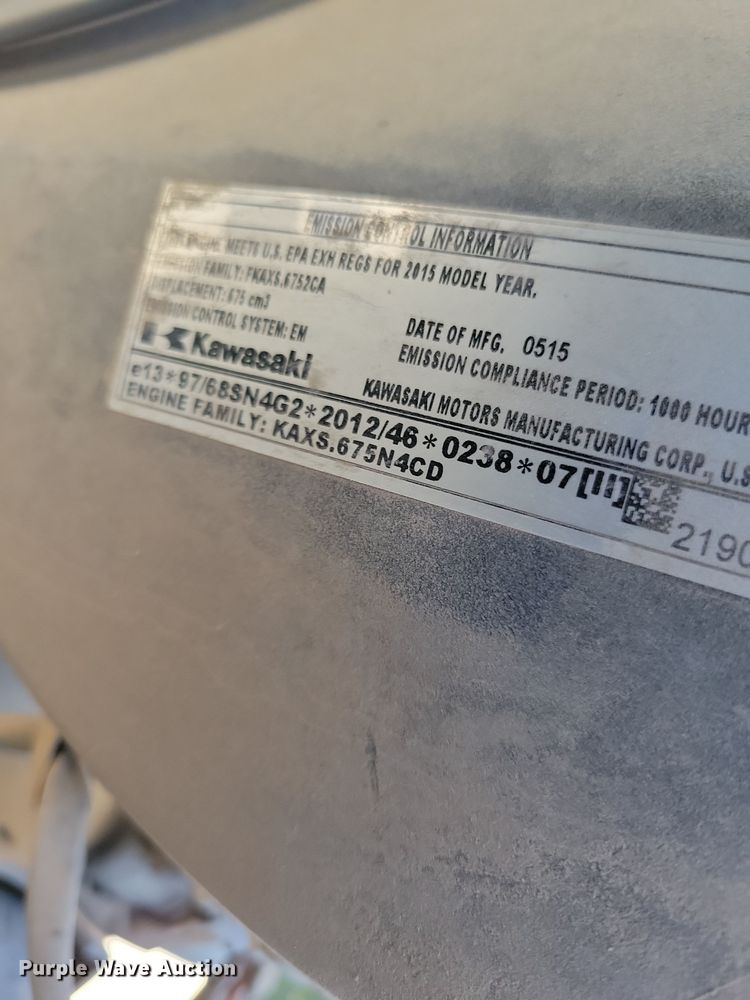 EMISSION CONTROL INFORMATION
MEETS U.S. EPA EXH REGS FOR 2015 MODEL YEAR.
FAMILY: FKAXS.6752CA
DISPLACEMENT: 675 cm3
EMISSION CONTROL SYSTEM: EM
DATE OF MFG. 0515
EMISSION COMPLIANCE PERIOD: 1000 HOUR
Kawasaki
KAWASAKI MOTORS MANUFACTURING CORP., U.S
e13*97/68SN4G2*2012/46*0238*07[III]
ENGINE FAMILY: KAXS.675N4CD
2190
Purple Wave Auction